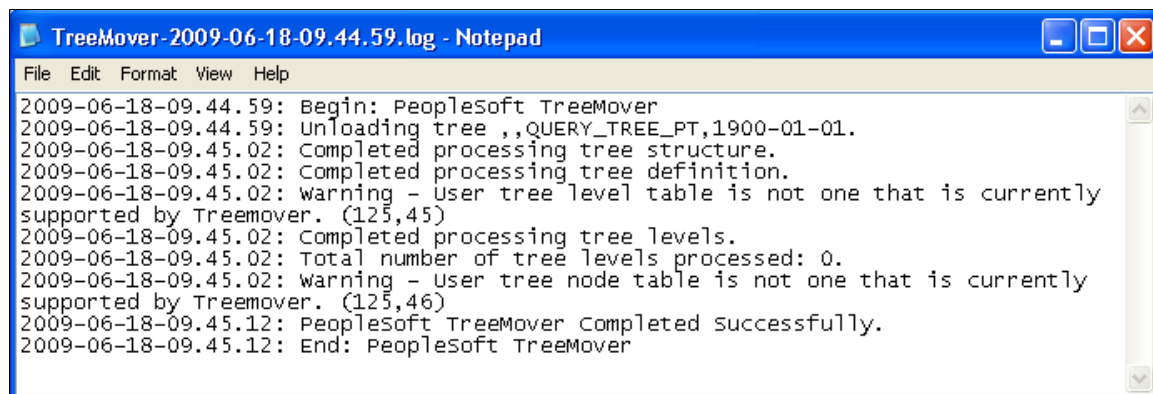 TreeMover-2009-06-18-09.44.59.log - Notepad
File Edit Format View Help
2009-06-18-09.44.59: Begin: PeopleSoft TreeMover
2009-06-18-09.44.59: Unloading tree ,,QUERY_TREE_PT,1900-01-01.
2009-06-18-09.45.02: Completed processing tree structure.
2009-06-18-09.45.02: Completed processing tree definition.
2009-06-18-09.45.02: Warning - User tree level table is not one that is currently
supported by Treemover. (125,45)
2009-06-18-09.45.02: Completed processing tree levels.
2009-06-18-09.45.02: Total number of tree levels processed: 0.
2009-06-18-09.45.02: Warning - User tree node table is not one that is currently
supported by Treemover. (125,46)
2009-06-18-09.45.12: PeopleSoft TreeMover Completed Successfully.
2009-06-18-09.45.12: End: PeopleSoft TreeMover